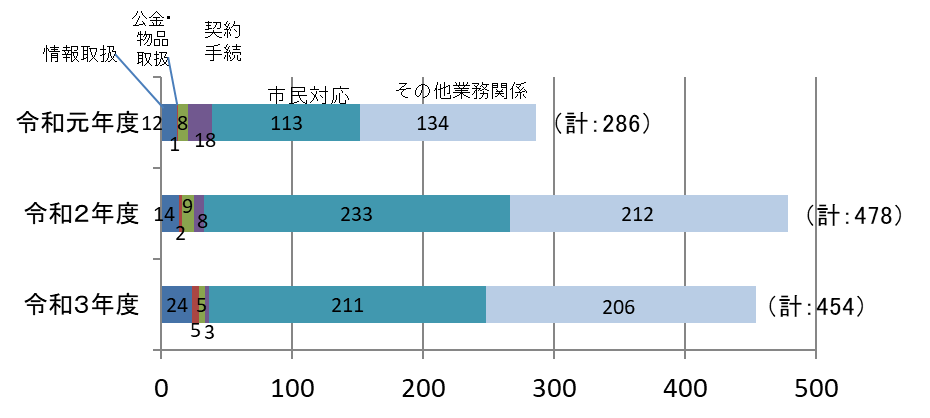 公金・
物品
取扱
情報取扱
契約
手続
市民対応
その他業務関係
令和元年度
12
1
8
18
113
134
（計：286）
令和２年度
14
2
9
8
233
212
（計：478）
令和３年度
24
5
5
3
211
206
（計：454）
0
100
200
300
400
500